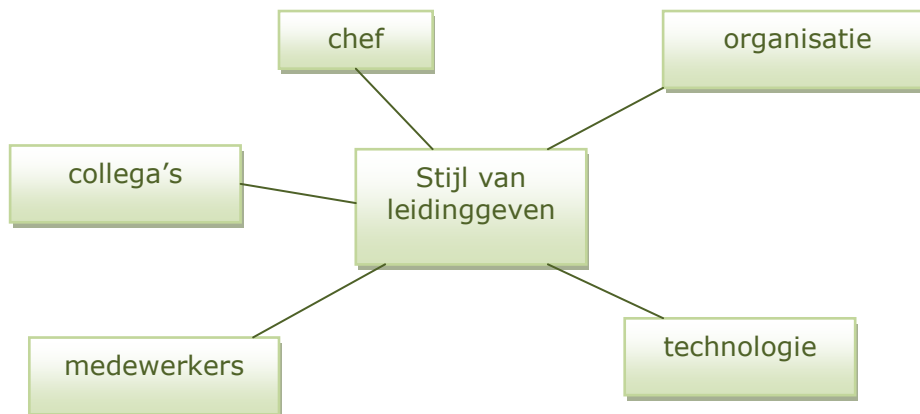 chef
organisatie
collega’s
Stijl van
leidinggeven
technologie
medewerkers